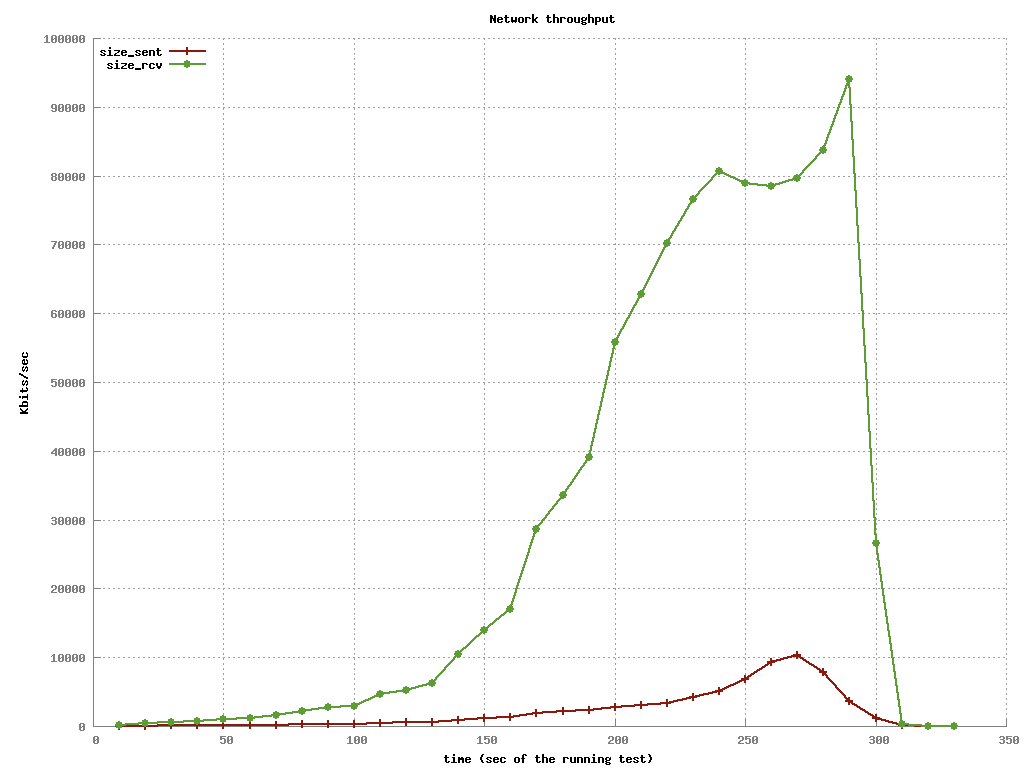 Network throughput
size_sent
size_rcv
100000
90000
80000
70000
60000
50000
40000
30000
20000
10000
0
Kbits/sec
0 50 100 150 200 250 300 350
time (sec of the running test)